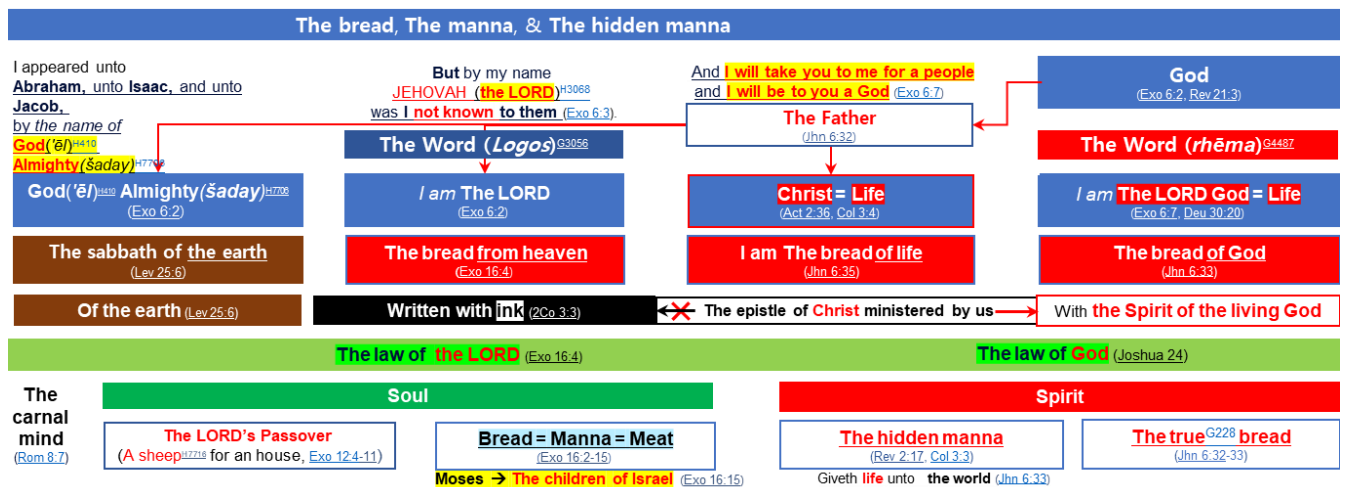 The bread, The manna, & The hidden manna
I appeared unto
Abraham, unto Isaac, and unto
Jacob,
by the name of
God('ēl)H410
Almighty(šaday)H7706
But by my name
JEHOVAH (the LORD)H3068
was I not known to them (Exo 6:3).
And I will take you to me for a people
and I will be to you a God (Exo 6:7)
The Father
(Jhn 6:32)
God
(Exo 6:2, Rev 21:3)
The Word (Logos)G3056
The Word (rhēma)G4487
God('ēl)H410 Almighty(šaday)H7706
(Exo 6:2)
I am The LORD
(Exo 6:2)
Christ = Life
(Act 2:36, Col 3:4)
I am The LORD God = Life
(Exo 6:7, Deu 30:20)
The sabbath of the earth
(Lev 25:6)
The bread from heaven
(Exo 16:4)
I am The bread of life
(Jhn 6:35)
The bread of God
(Jhn 6:33)
Of the earth (Lev 25:6)
Written with ink (2Co 3:3)
The epistle of Christ ministered by us
With the Spirit of the living God
The law of the LORD (Exo 16:4)
The law of God (Joshua 24)
The
carnal
mind
(Rom 8:7)
Soul
Spirit
The LORD's Passover
(A sheepH7716 for an house, Exo 12:4-11)
Bread = Manna = Meat
(Exo 16:2-15)
Moses → The children of Israel (Exo 16:15)
The hidden manna
(Rev 2:17, Col 3:3)
Giveth life unto the world (Jhn 6:33)
The trueG228 bread
(Jhn 6:32-33)